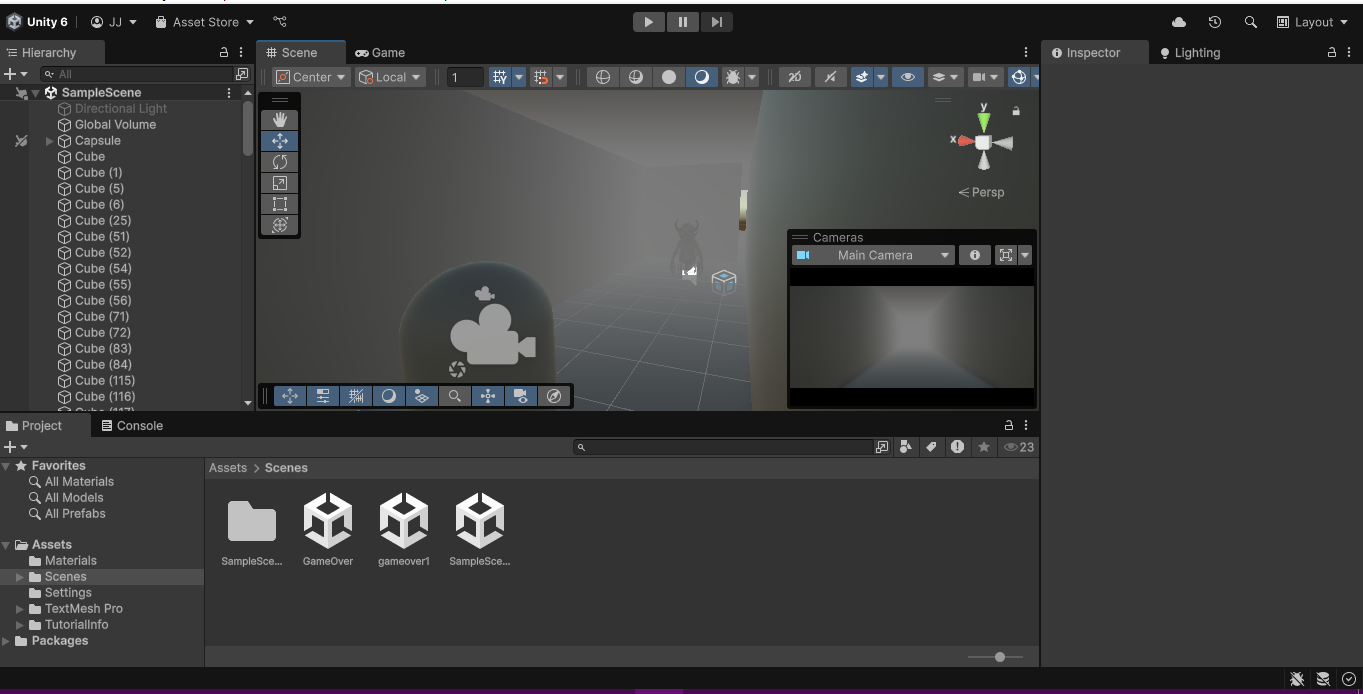 Unity 6 JJ Asset Store Layout
Hierarchy Scene Game Inspector Lighting
All Center Local 1 2D
SampleScene
Directional Light
Global Volume
Capsule
Cube
Cube (1)
Cube (5)
Cube (6)
Cube (25)
Cube (51)
Cube (52)
Cube (54)
Cube (55)
Cube (56)
Cube (71)
Cube (72)
Cube (83)
Cube (84)
Cube (115)
Cube (116)
Cube (117)
y
x
Persp
Cameras
Main Camera
Project Console
23
Favorites
All Materials
All Models
All Prefabs
Assets
Materials
Scenes
Settings
TextMesh Pro
TutorialInfo
Packages
Assets > Scenes
SampleSce... GameOver gameover1 SampleSce...